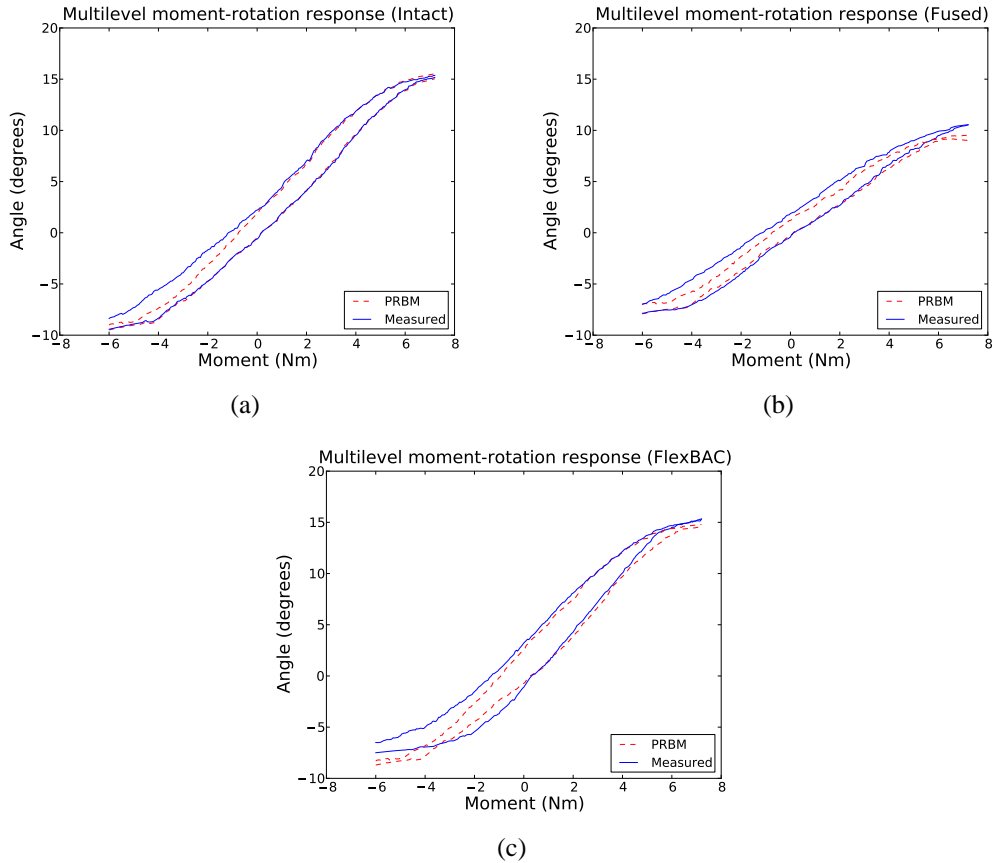 Multilevel moment-rotation response (Intact)
20
15
10
5
0
−5
−10
−8
−6
−4
−2
0
2
4
6
8
Angle (degrees)
Moment (Nm)
PRBM
Measured
(a)
Multilevel moment-rotation response (Fused)
20
15
10
5
0
−5
−10
−8
−6
−4
−2
0
2
4
6
8
Angle (degrees)
Moment (Nm)
PRBM
Measured
(b)
Multilevel moment-rotation response (FlexBAC)
20
15
10
5
0
−5
−10
−8
−6
−4
−2
0
2
4
6
8
Angle (degrees)
Moment (Nm)
PRBM
Measured
(c)